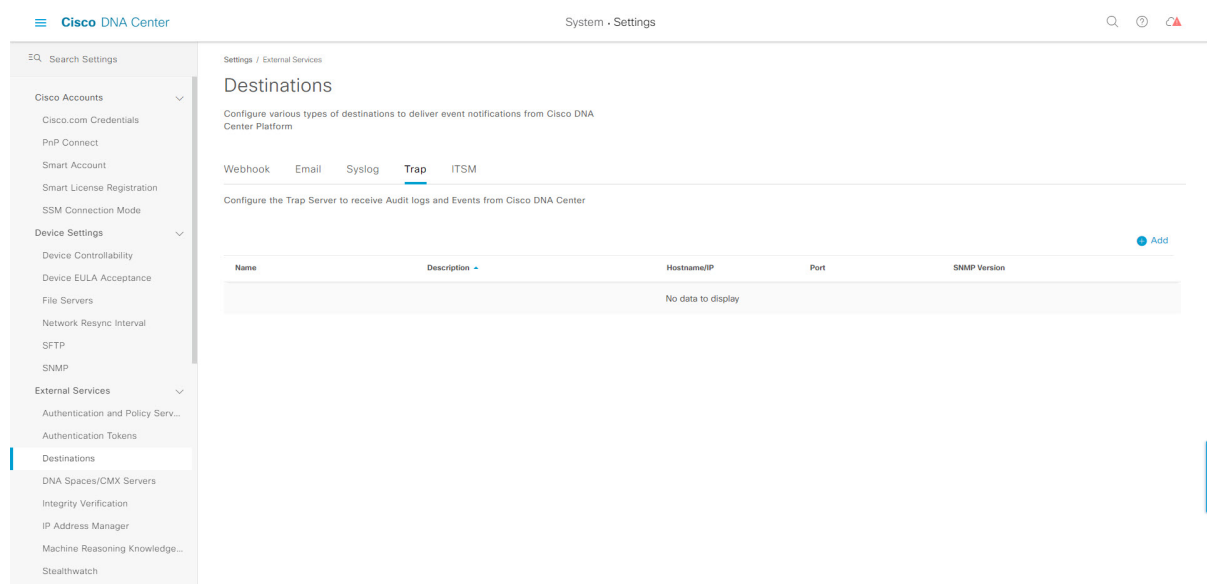 Cisco DNA Center
System · Settings
Search Settings
Cisco Accounts
Cisco.com Credentials
PnP Connect
Smart Account
Smart License Registration
SSM Connection Mode
Device Settings
Device Controllability
Device EULA Acceptance
File Servers
Network Resync Interval
SFTP
SNMP
External Services
Authentication and Policy Serv...
Authentication Tokens
Destinations
DNA Spaces/CMX Servers
Integrity Verification
IP Address Manager
Machine Reasoning Knowledge...
Stealthwatch
Settings / External Services
Destinations
Configure various types of destinations to deliver event notifications from Cisco DNA
Center Platform
Webhook Email Syslog Trap ITSM
Configure the Trap Server to receive Audit logs and Events from Cisco DNA Center
Add
Name Description Hostname/IP Port SNMP Version
No data to display